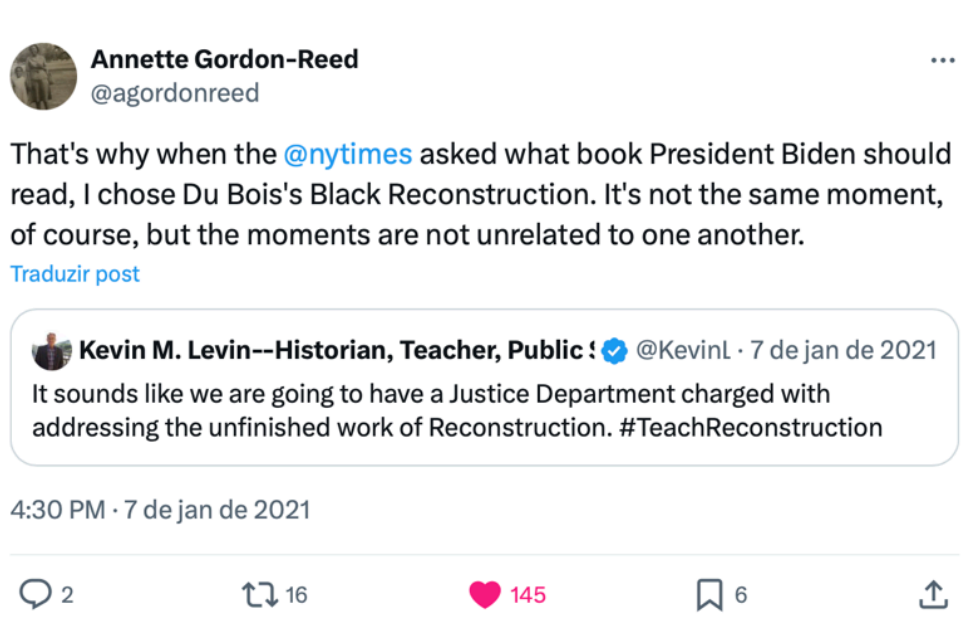 Annette Gordon-Reed
@agordonreed
That's why when the @nytimes asked what book President Biden should
read, I chose Du Bois's Black Reconstruction. It's not the same moment,
of course, but the moments are not unrelated to one another.
Traduzir post
Kevin M. Levin--Historian, Teacher, Public @KevinL · 7 de jan de 2021
It sounds like we are going to have a Justice Department charged with
addressing the unfinished work of Reconstruction. #TeachReconstruction
4:30 PM · 7 de jan de 2021
2 16 145 6